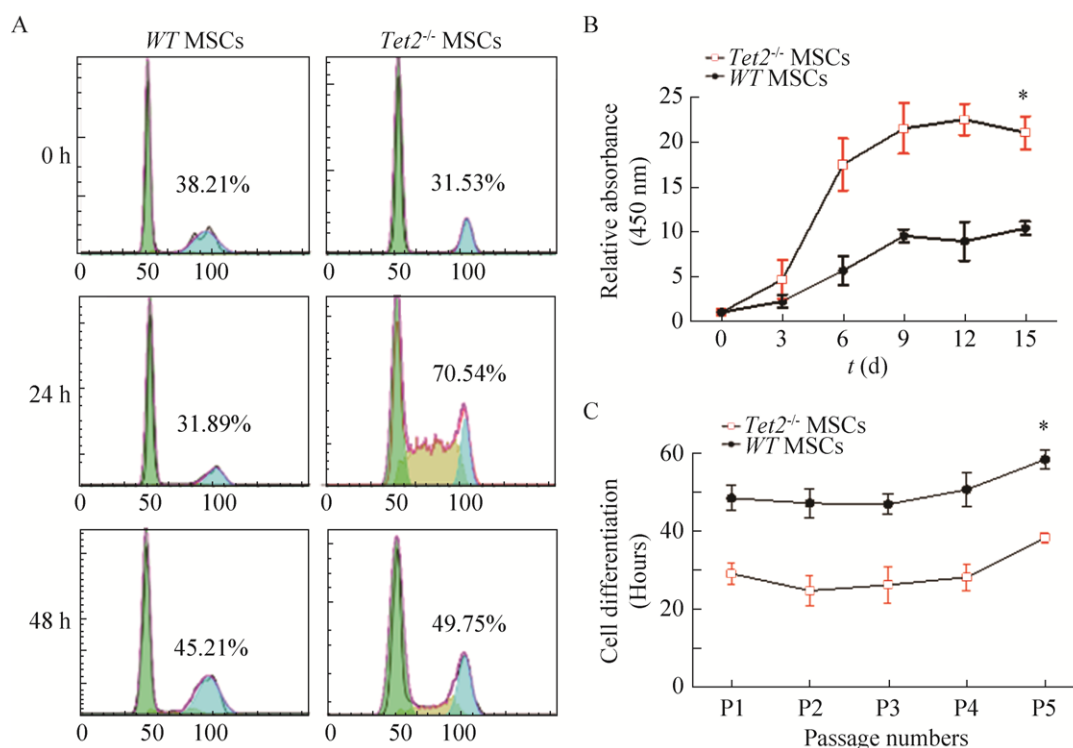 A
WT MSCs
Tet2-/- MSCs
0 h
38.21%
31.53%
0 50 100
0 50 100
24 h
31.89%
70.54%
0 50 100
0 50 100
48 h
45.21%
49.75%
0 50 100
0 50 100
B
Tet2-/- MSCs
WT MSCs
Relative absorbance
(450 nm)
25
20
15
10
5
0
*
0 3 6 9 12 15
t (d)
C
Tet2-/- MSCs
WT MSCs
Cell differentiation
(Hours)
60
40
20
0
*
P1 P2 P3 P4 P5
Passage numbers